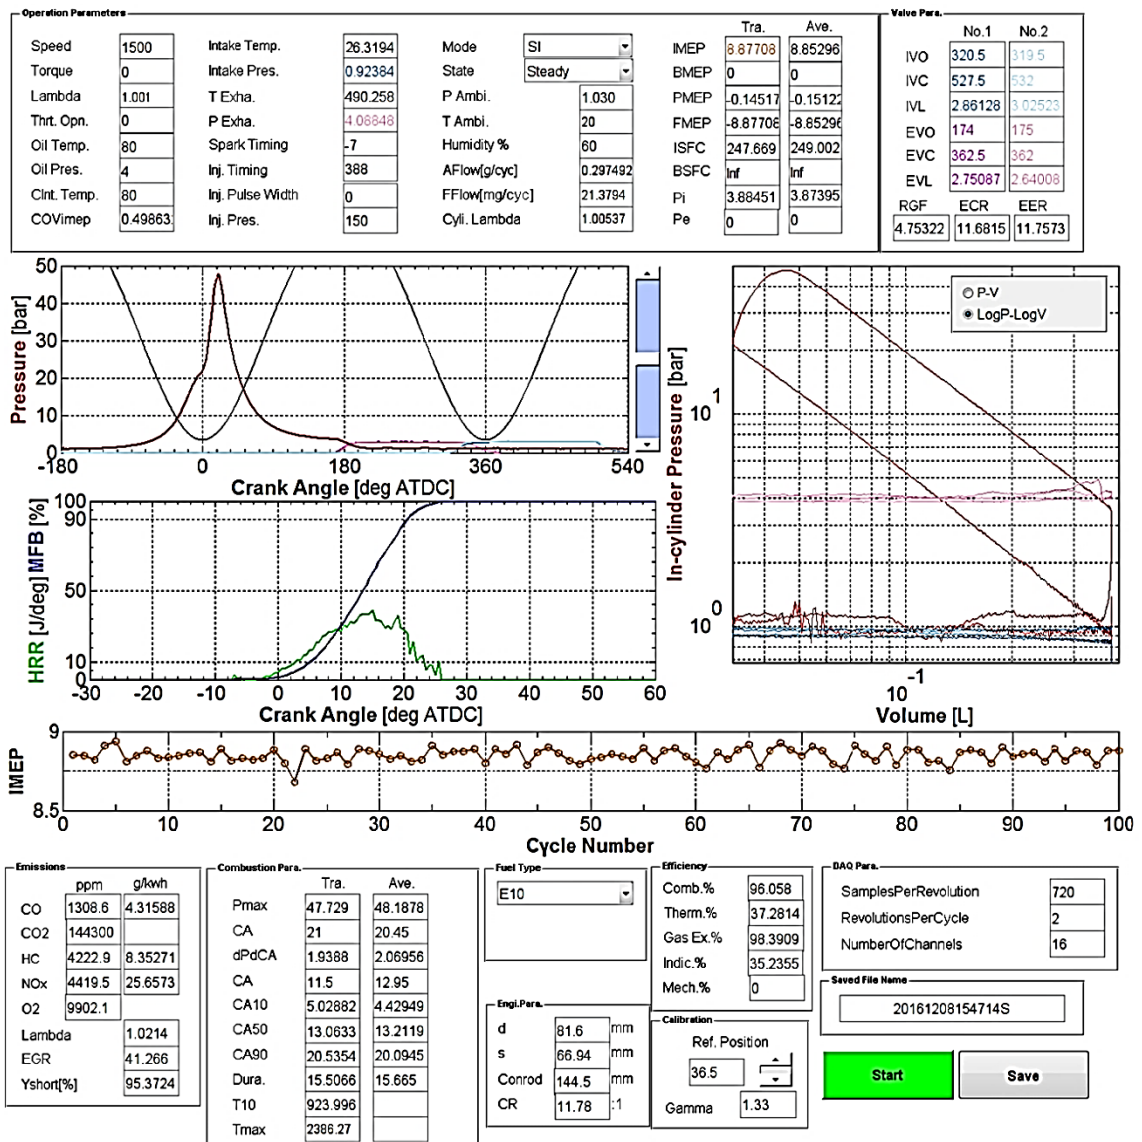 Operation Parameters
Speed 1500 Intake Temp. 26.3194 Mode SI Tra. Ave.
Torque 0 Intake Pres. 0.92384 State Steady IMEP 8.87708 8.85296
Lambda 1.001 T Exha. 490.258 P Ambi. 1.030 BMEP 0 0
Thrt. Opn. 0 P Exha. 4.08848 T Ambi. 20 PMEP -0.14517 -0.15122
Oil Temp. 80 Spark Timing -7 Humidity % 60 FMEP -8.87708 -8.85296
Oil Pres. 4 Inj. Timing 388 AFlow[g/cyc] 0.297492 ISFC 247.669 249.002
Clnt. Temp. 80 Inj. Pulse Width 0 FFlow[mg/cyc] 21.3794 BSFC Inf Inf
COVimep 0.49863 Inj. Pres. 150 Cyli. Lambda 1.00537 Pi 3.88451 3.87395
Pe 0 0
Valve Para.
No.1 No.2
IVO 320.5 319.5
IVC 527.5 532
IVL 2.86128 3.02523
EVO 174 175
EVC 362.5 362
EVL 2.75087 2.64008
RGF ECR EER
4.75322 11.6815 11.7573
Pressure [bar]
50
40
30
20
10
0
-180 0 180 360 540
Crank Angle [deg ATDC]
HRR [J/deg] MFB [%]
100
90
50
10
0
-30 -20 -10 0 10 20 30 40 50 60
Crank Angle [deg ATDC]
In-cylinder Pressure [bar]
P-V
LogP-LogV
10^1
10^0
10^-1
Volume [L]
IMEP
9
8.5
0 10 20 30 40 50 60 70 80 90 100
Cycle Number
Emissions
ppm g/kwh
CO 1308.6 4.31588
CO2 144300
HC 4222.9 8.35271
NOx 4419.5 25.6573
O2 9902.1
Lambda 1.0214
EGR 41.266
Yshort[%] 95.3724
Combustion Para.
Tra. Ave.
Pmax 47.729 48.1878
CA 21 20.45
dPdCA 1.9388 2.06956
CA 11.5 12.95
CA10 5.02882 4.42949
CA50 13.0633 13.2119
CA90 20.5354 20.0945
Dura. 15.5066 15.665
T10 923.996
Tmax 2386.27
Fuel Type
E10
Engi.Para.
d 81.6 mm
s 66.94 mm
Conrod 144.5 mm
CR 11.78 :1
Efficiency
Comb.% 96.058
Therm.% 37.2814
Gas Ex.% 98.3909
Indic.% 35.2355
Mech.% 0
Calibration
Ref. Position
36.5
Gamma 1.33
DAQ Para.
SamplesPerRevolution 720
RevolutionsPerCycle 2
NumberOfChannels 16
Saved File Name
20161208154714S
Start Save